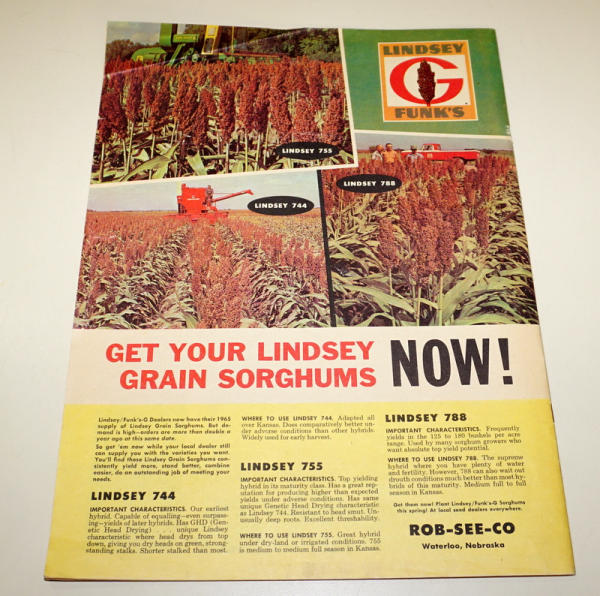 LINDSEY
G
FUNK'S
LINDSEY 755
LINDSEY 744
LINDSEY 788
GET YOUR LINDSEY
GRAIN SORGHUMS
NOW!
Lindsey/Funk's-G Dealers now have their 1965
supply of Lindsey Grain Sorghums. But de-
mand is high—orders are more than double a
year ago at this same date.
So get 'em now while your local dealer still
can supply you with the varieties you want.
You'll find these Lindsey Grain Sorghums con-
sistently yield more, stand better, combine
easier, do an outstanding job of meeting your
needs.
LINDSEY 744
IMPORTANT CHARACTERISTICS. Our earliest
hybrid. Capable of equalling—even surpass-
ing—yields of later hybrids. Has GHD (Gen-
etic Head Drying) . . . unique Lindsey
characteristic where head drys from top
down, giving you dry heads on green, strong-
standing stalks. Shorter stalked than most.
WHERE TO USE LINDSEY 744. Adapted all
over Kansas. Does comparatively better un-
der adverse conditions than other hybrids.
Widely used for early harvest.
LINDSEY 755
IMPORTANT CHARACTERISTICS. Top yielding
hybrid in its maturity class. Has a great rep-
utation for producing higher than expected
yields under adverse conditions. Has same
unique Genetic Head Drying characteristic
as Lindsey 744. Resistant to head smut. Un-
usually deep roots. Excellent threshability.
WHERE TO USE LINDSEY 755. Great hybrid
under dry-land or irrigated conditions. 755
is medium to medium full season in Kansas.
LINDSEY 788
IMPORTANT CHARACTERISTICS. Frequently
yields in the 125 to 180 bushels per acre
range. Used by many sorghum growers who
want absolute top yield potential.
WHERE TO USE LINDSEY 788. The supreme
hybrid where you have plenty of water
and fertility. However, 788 can also wait out
drouth conditions much better than most hy-
brids of this maturity. Medium full to full
season in Kansas.
Get them now! Plant Lindsey/Funk's-G Sorghums
this spring! At local seed dealers everywhere.
ROB-SEE-CO
Waterloo, Nebraska